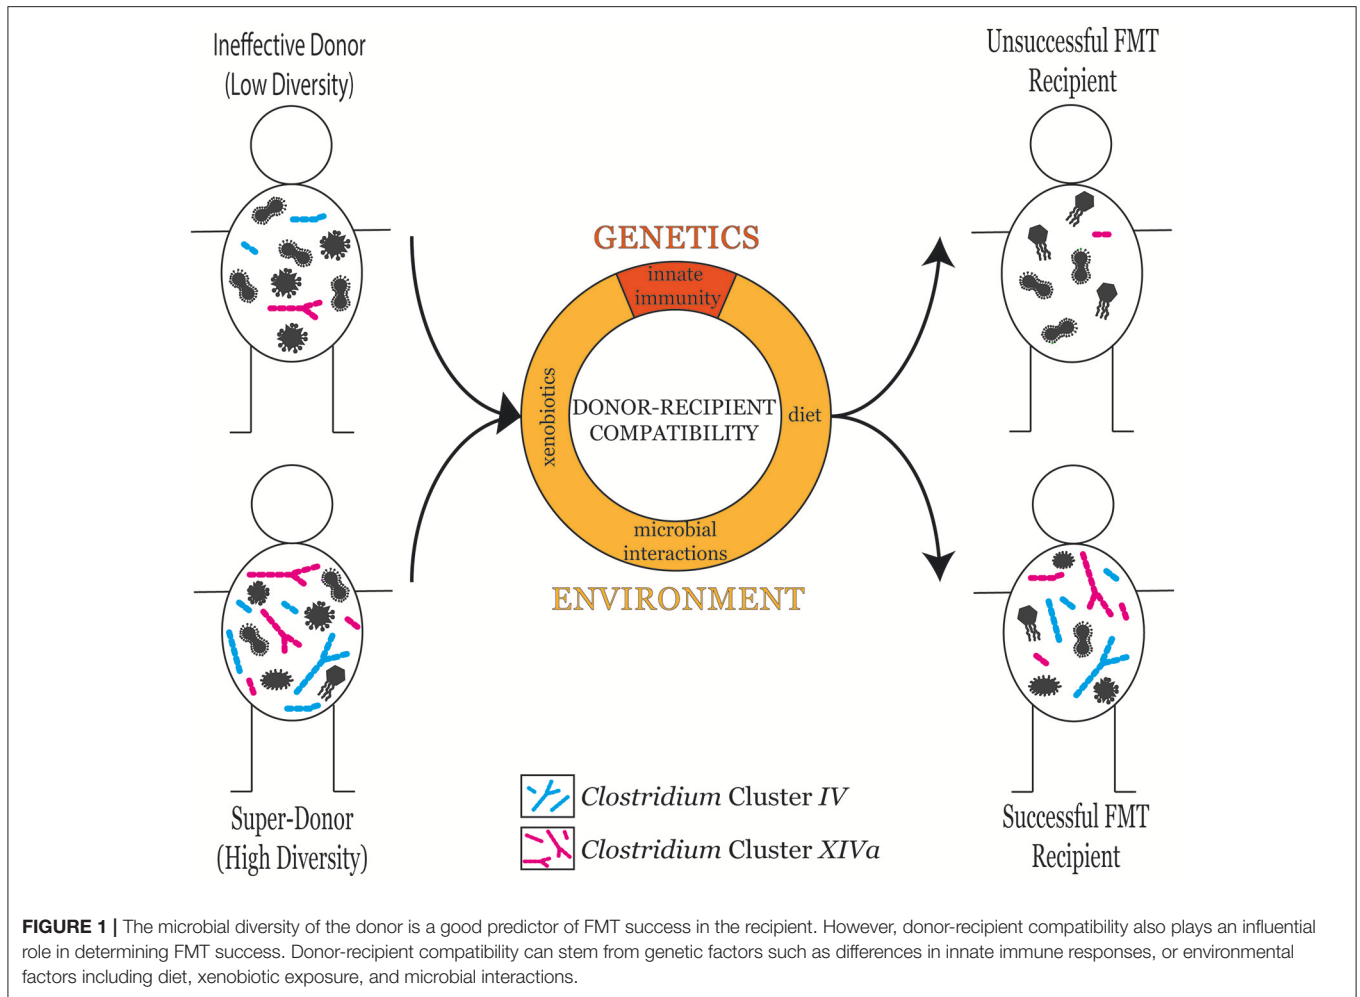 Ineffective Donor
(Low Diversity)
Unsuccessful FMT
Recipient
GENETICS
innate
immunity
xenobiotics
DONOR-RECIPIENT
COMPATIBILITY
diet
microbial
interactions
ENVIRONMENT
Super-Donor
(High Diversity)
Clostridium Cluster IV
Clostridium Cluster XIVa
Successful FMT
Recipient
FIGURE 1 | The microbial diversity of the donor is a good predictor of FMT success in the recipient. However, donor-recipient compatibility also plays an influential
role in determining FMT success. Donor-recipient compatibility can stem from genetic factors such as differences in innate immune responses, or environmental
factors including diet, xenobiotic exposure, and microbial interactions.